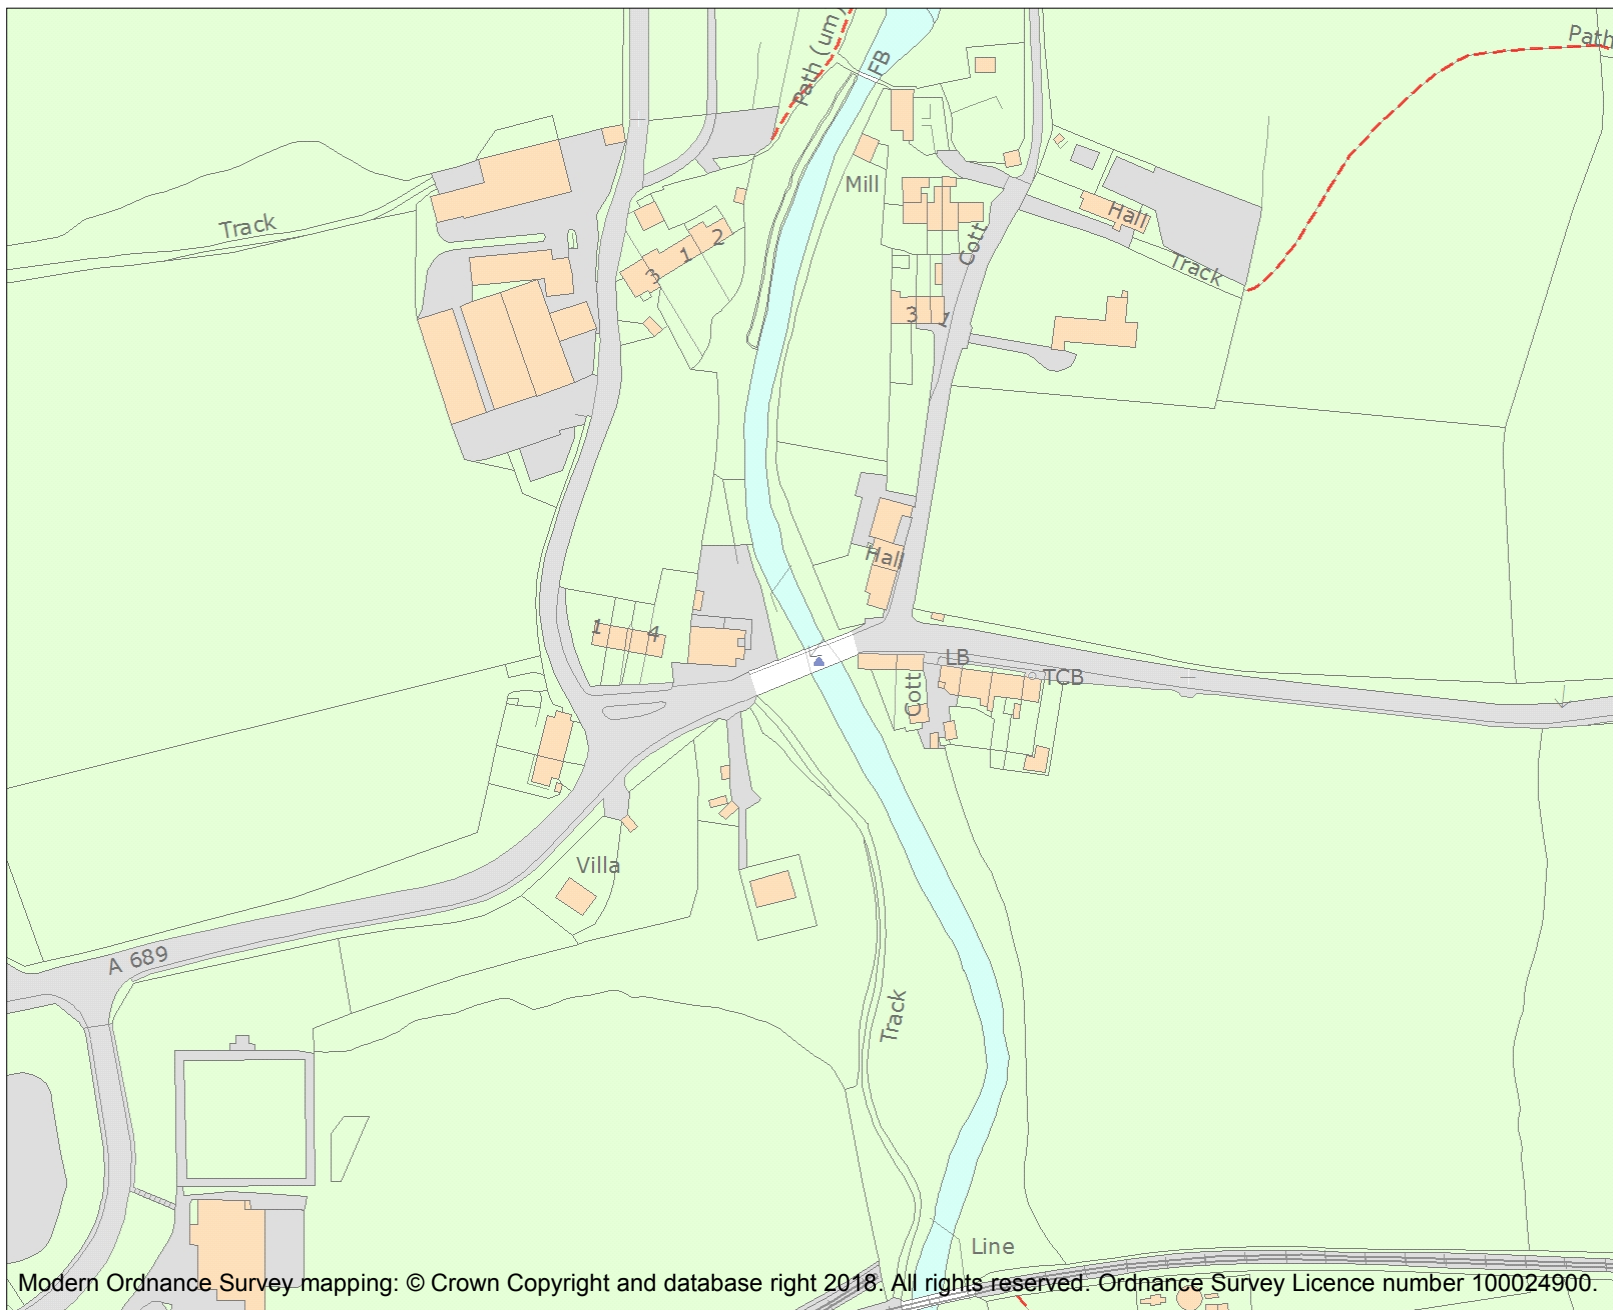 Path (um)
FB
Path
Mill
Track
Hall
Cott
Track
3 1 2
3 1
Hall
1 4
LB
TCB
Cott
Villa
A 689
Track
Line
Modern Ordnance Survey mapping: © Crown Copyright and database right 2018. All rights reserved. Ordnance Survey Licence number 100024900.